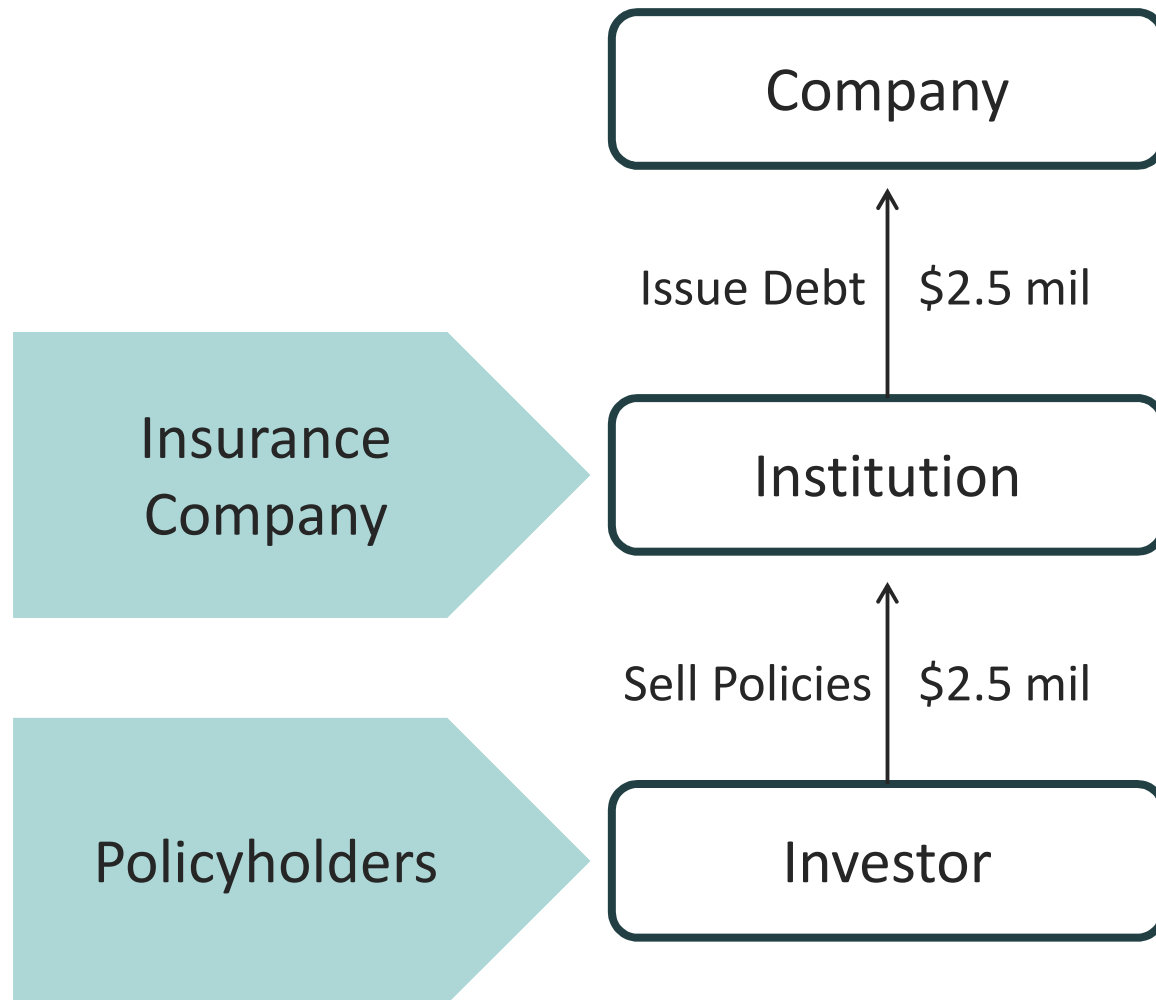 Company
Issue Debt
$2.5 mil
Insurance
Company
Institution
Sell Policies
$2.5 mil
Policyholders
Investor